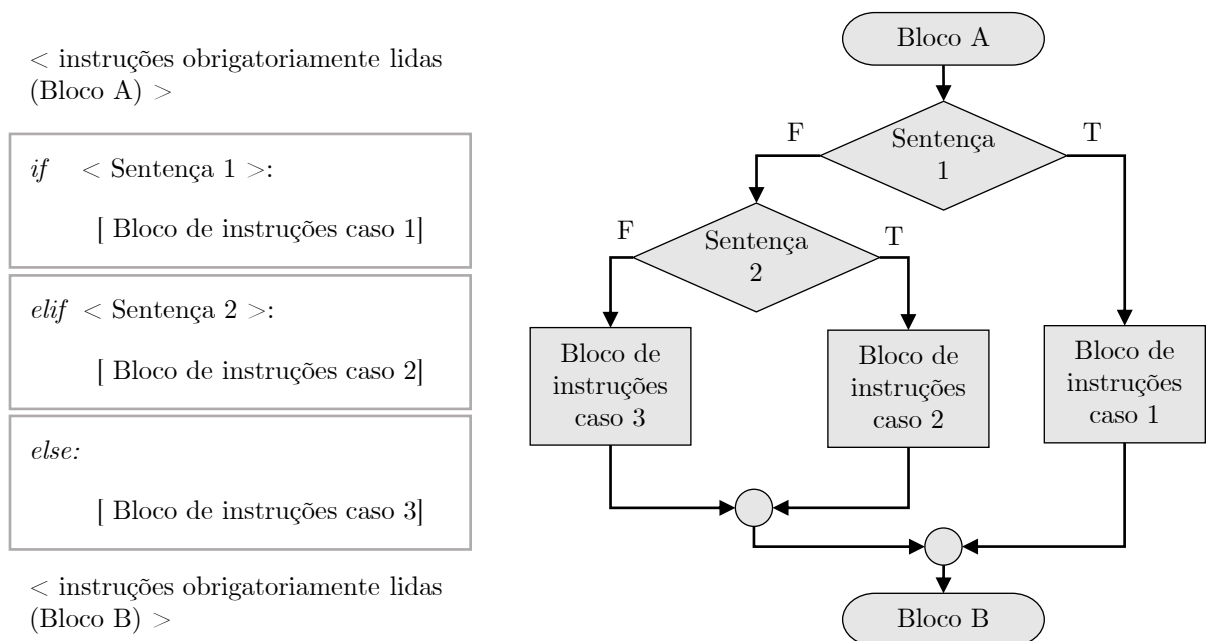 < instruções obrigatoriamente lidas
(Bloco A) >
if < Sentença 1 >:
[ Bloco de instruções caso 1]
elif < Sentença 2 >:
[ Bloco de instruções caso 2]
else:
[ Bloco de instruções caso 3]
< instruções obrigatoriamente lidas
(Bloco B) >
Bloco A
F
Sentença
1
T
F
Sentença
2
T
Bloco de
instruções
caso 3
Bloco de
instruções
caso 2
Bloco de
instruções
caso 1
Bloco B